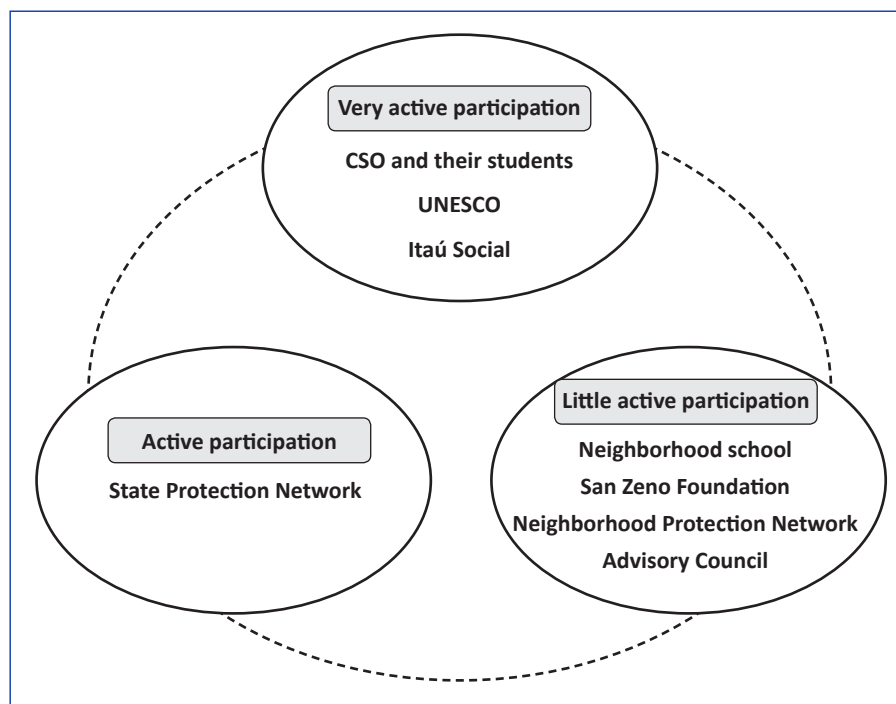 Very active participation
CSO and their students
UNESCO
Itaú Social
Active participation
State Protection Network
Little active participation
Neighborhood school
San Zeno Foundation
Neighborhood Protection Network
Advisory Council